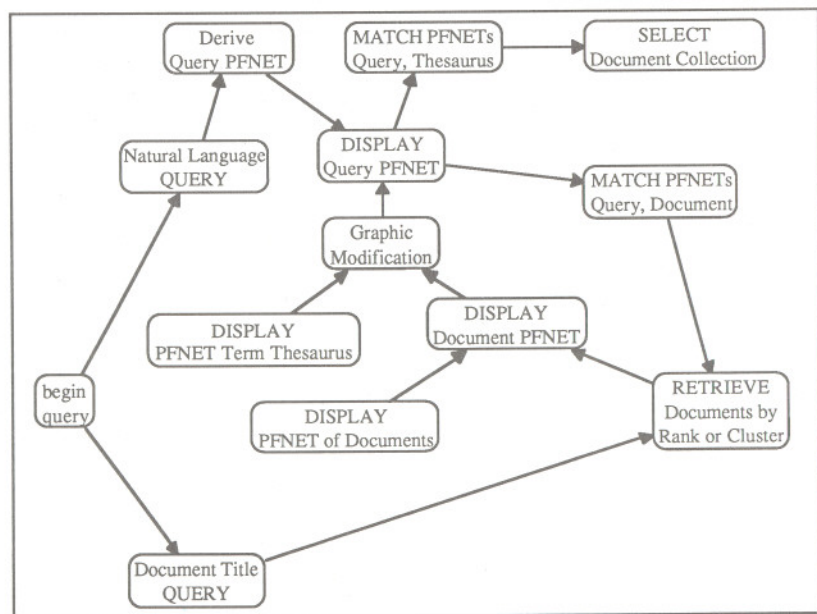 Derive
Query PFNET
MATCH PFNETs
Query, Thesaurus
SELECT
Document Collection
Natural Language
QUERY
DISPLAY
Query PFNET
MATCH PFNETs
Query, Document
Graphic
Modification
DISPLAY
PFNET Term Thesaurus
DISPLAY
Document PFNET
begin
query
DISPLAY
PFNET of Documents
RETRIEVE
Documents by
Rank or Cluster
Document Title
QUERY